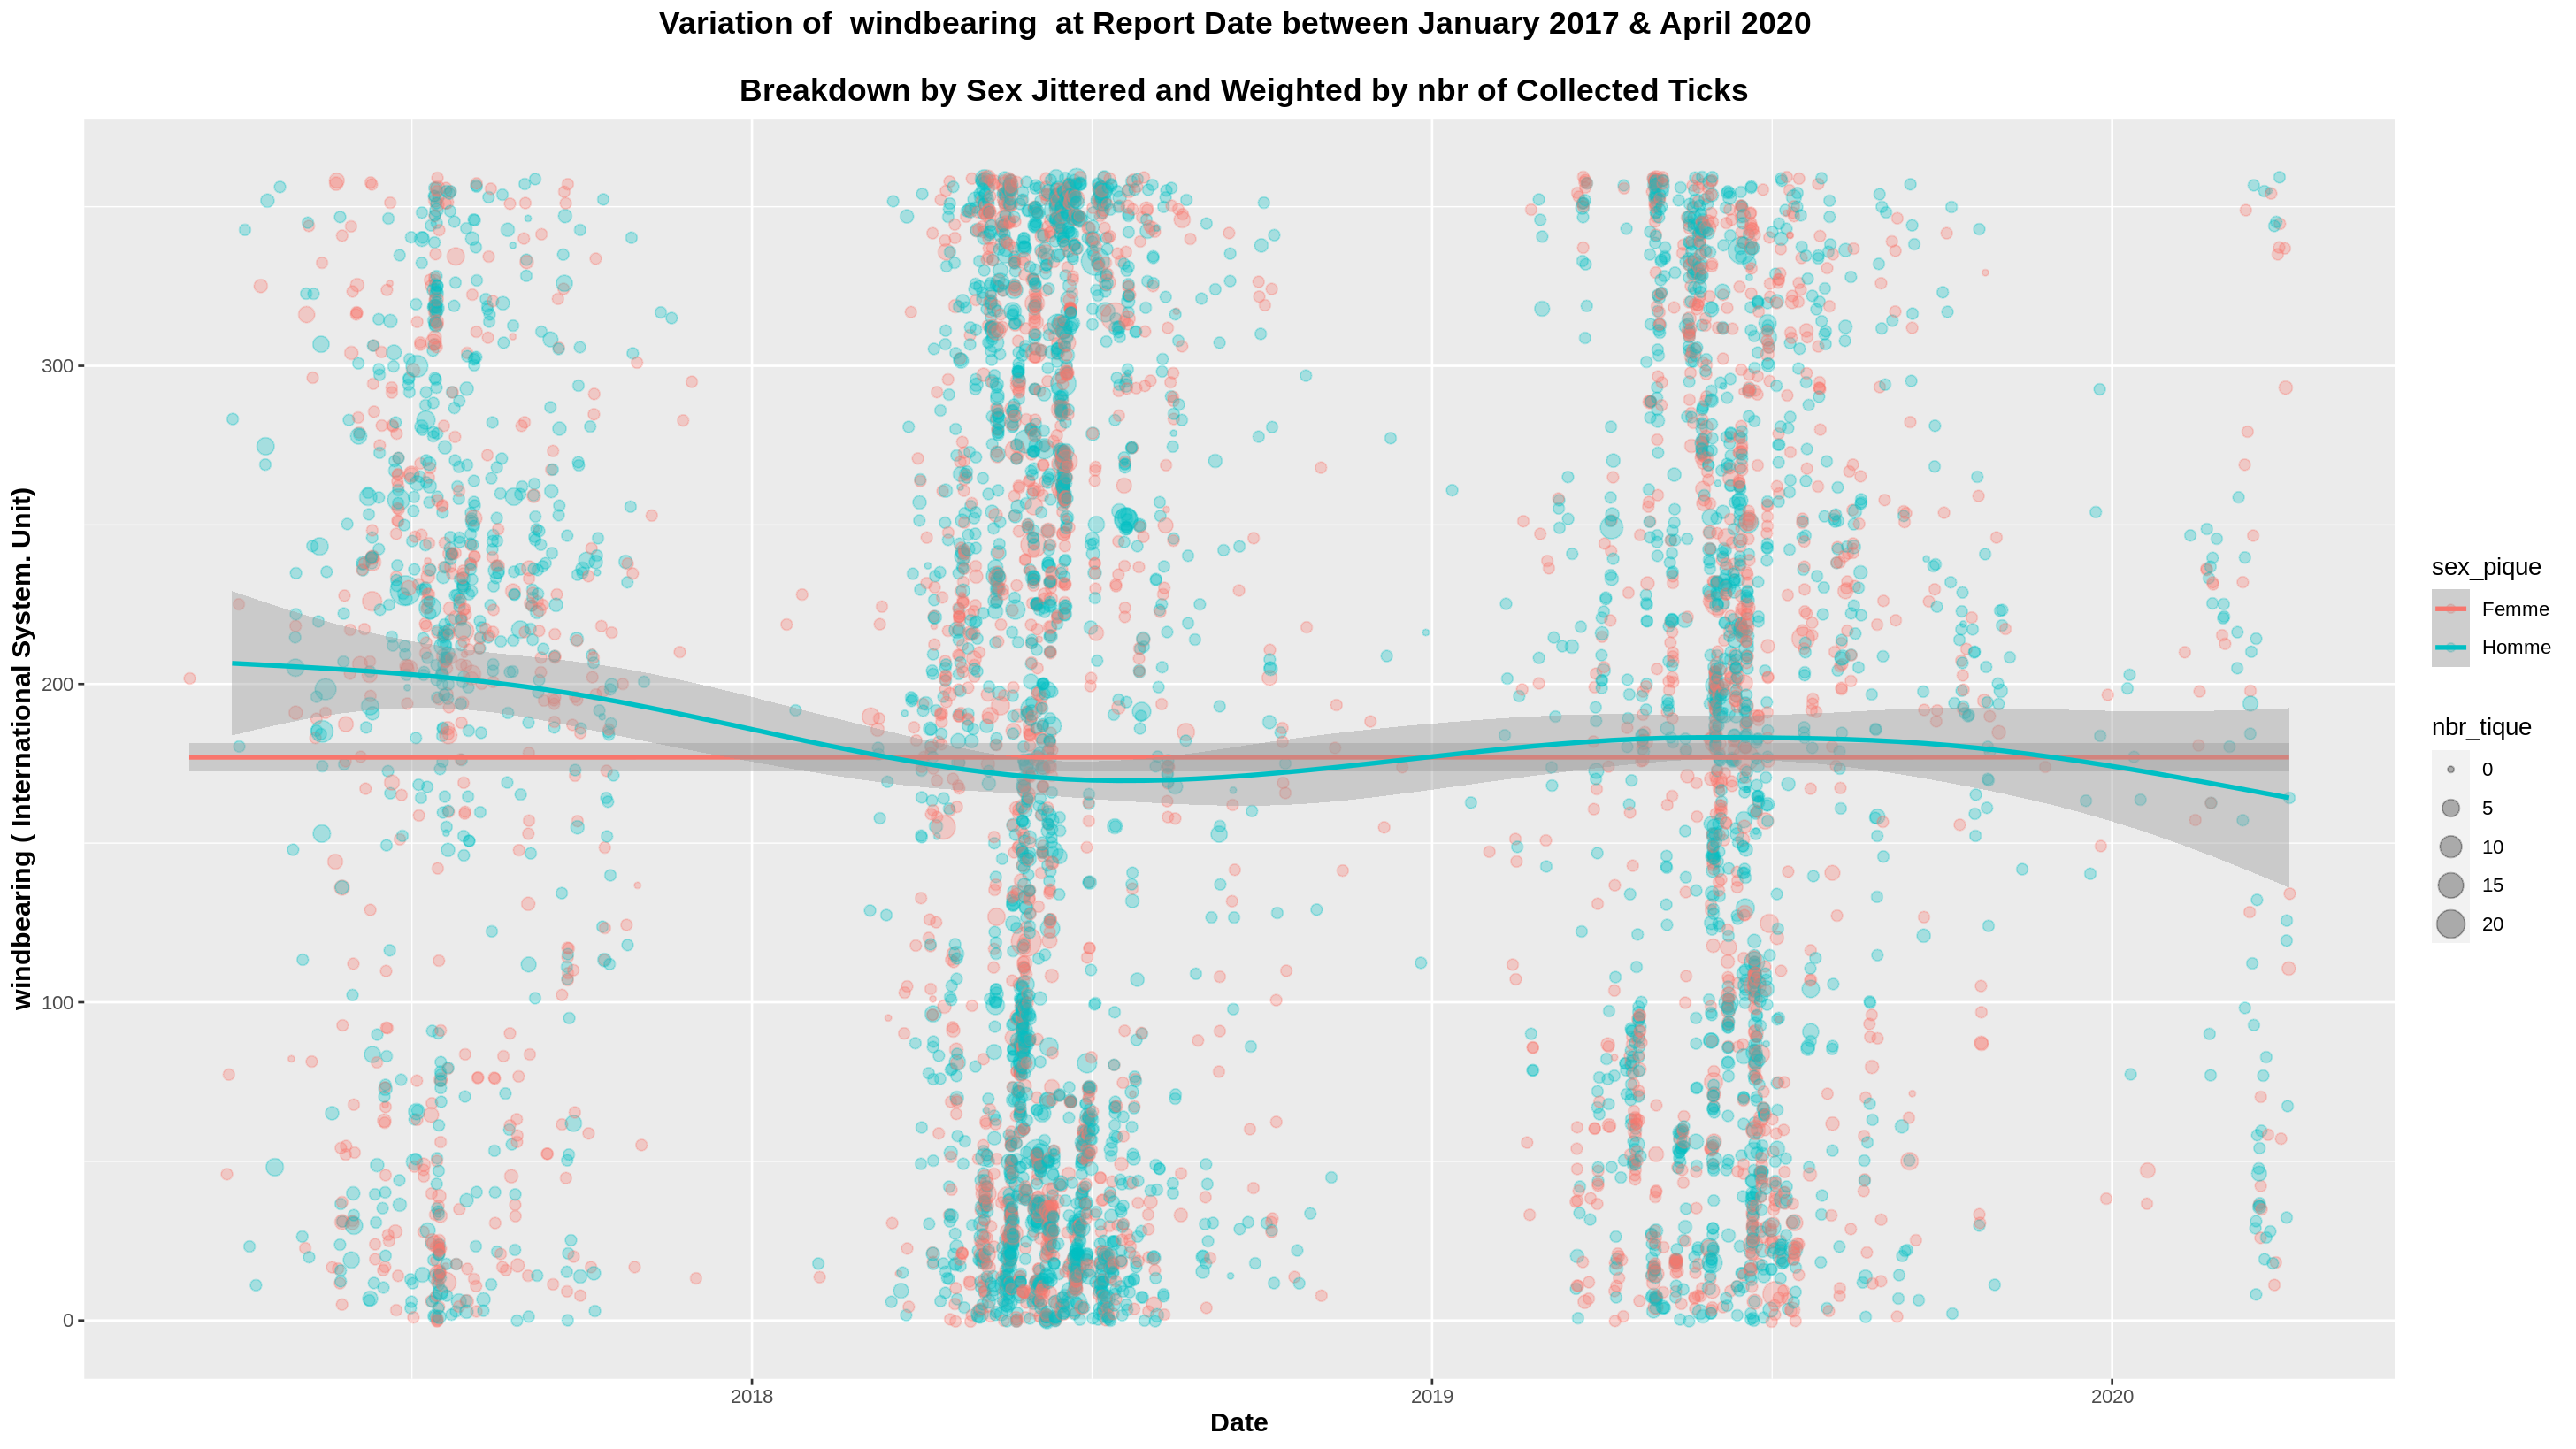 Variation of  windbearing  at Report Date between January 2017 & April 2020
Breakdown by Sex Jittered and Weighted by nbr of Collected Ticks
windbearing ( International System. Unit)
300
200
100
0
2018
2019
2020
Date
sex_pique
Femme
Homme
nbr_tique
0
5
10
15
20